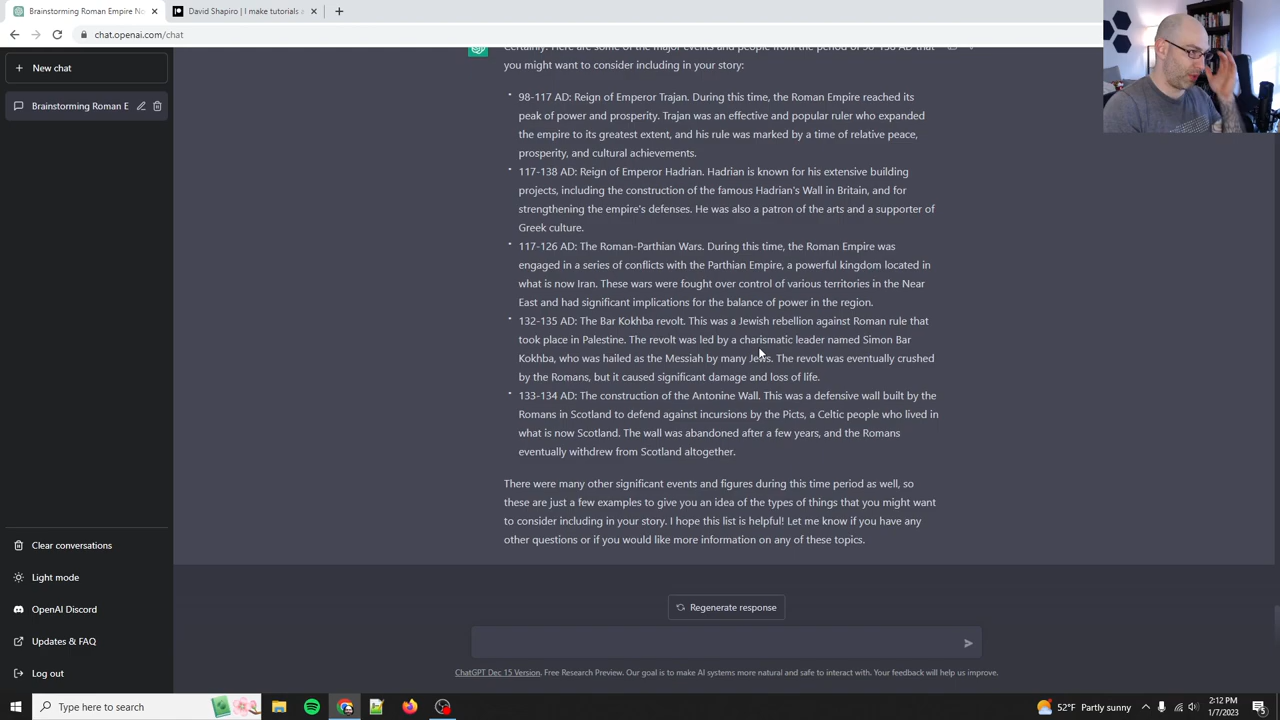 Brainstorming Roman Empire No
David Shapiro | I make tutorials a
chat.openai.com/chat
New chat
Brainstorming Roman E
Certainly! Here are some of the major events and people from the period of 98-138 AD that
you might want to consider including in your story:
98-117 AD: Reign of Emperor Trajan. During this time, the Roman Empire reached its
peak of power and prosperity. Trajan was an effective and popular ruler who expanded
the empire to its greatest extent, and his rule was marked by a time of relative peace,
prosperity, and cultural achievements.
117-138 AD: Reign of Emperor Hadrian. Hadrian is known for his extensive building
projects, including the construction of the famous Hadrian's Wall in Britain, and for
strengthening the empire's defenses. He was also a patron of the arts and a supporter of
Greek culture.
117-126 AD: The Roman-Parthian Wars. During this time, the Roman Empire was
engaged in a series of conflicts with the Parthian Empire, a powerful kingdom located in
what is now Iran. These wars were fought over control of various territories in the Near
East and had significant implications for the balance of power in the region.
132-135 AD: The Bar Kokhba revolt. This was a Jewish rebellion against Roman rule that
took place in Palestine. The revolt was led by a charismatic leader named Simon Bar
Kokhba, who was hailed as the Messiah by many Jews. The revolt was eventually crushed
by the Romans, but it caused significant damage and loss of life.
133-134 AD: The construction of the Antonine Wall. This was a defensive wall built by the
Romans in Scotland to defend against incursions by the Picts, a Celtic people who lived in
what is now Scotland. The wall was abandoned after a few years, and the Romans
eventually withdrew from Scotland altogether.
There were many other significant events and figures during this time period as well, so
these are just a few examples to give you an idea of the types of things that you might want
to consider including in your story. I hope this list is helpful! Let me know if you have any
other questions or if you would like more information on any of these topics.
Clear conversations
Light mode
OpenAI Discord
Updates & FAQ
Log out
Regenerate response
ChatGPT Dec 15 Version. Free Research Preview. Our goal is to make AI systems more natural and safe to interact with. Your feedback will help us improve.
Type here to search
52°F Partly sunny
2:12 PM
1/7/2023